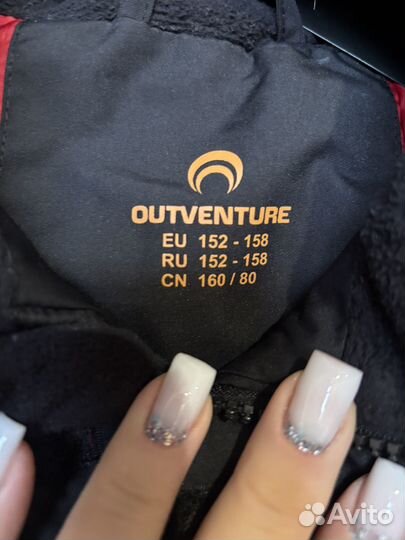 OUTVENTURE
EU 152 - 158
RU 152 - 158
CN 160 / 80
Avito